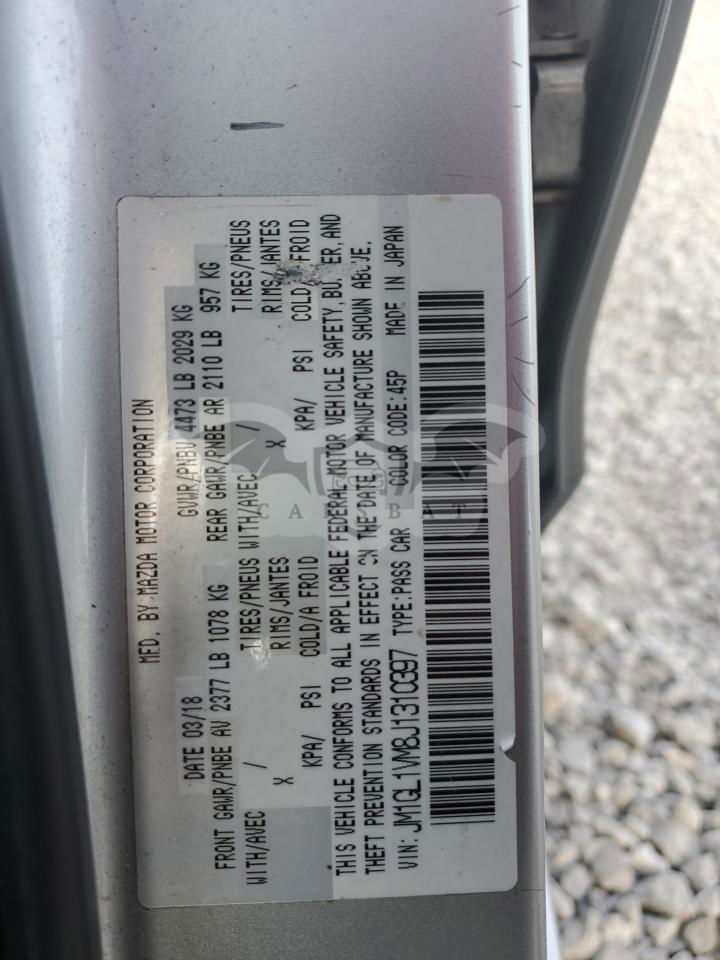 MFD. BY MAZDA MOTOR CORPORATION
DATE 03/18 GVWR/PNBV 4473 LB 2029 KG
FRONT GAWR/PNBE AV 2377 LB 1078 KG REAR GAWR/PNBE AR 2110 LB 957 KG
WITH/AVEC / TIRES/PNEUS WITH/AVEC / TIRES/PNEUS
X RIMS/JANTES X RIMS/JANTES
KPA/ PSI COLD/A FROID KPA/ PSI COLD/A FROID
THIS VEHICLE CONFORMS TO ALL APPLICABLE FEDERAL MOTOR VEHICLE SAFETY, AND
THEFT PREVENTION STANDARDS IN EFFECT ON THE DATE OF MANUFACTURE SHOWN ABOVE.
VIN: JM1GL1VM8J1310397 TYPE:PASS CAR COLOR CODE:45P MADE IN JAPAN